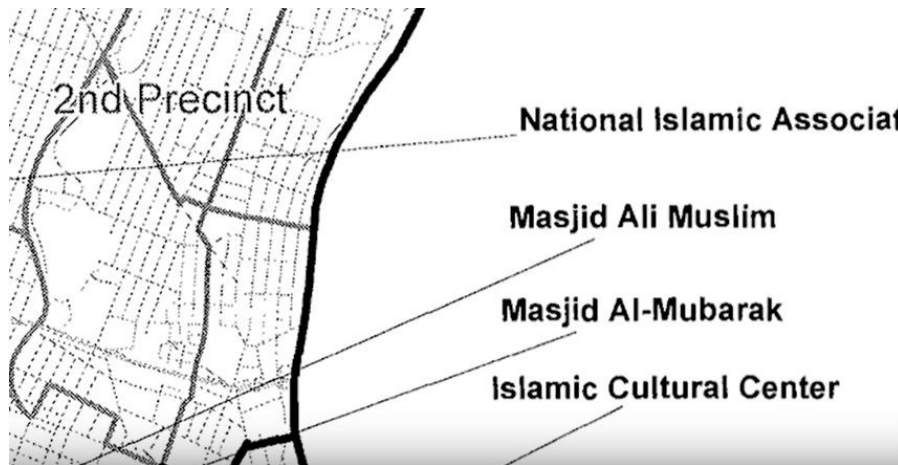 2nd Precinct
National Islamic Associat
Masjid Ali Muslim
Masjid Al-Mubarak
Islamic Cultural Center